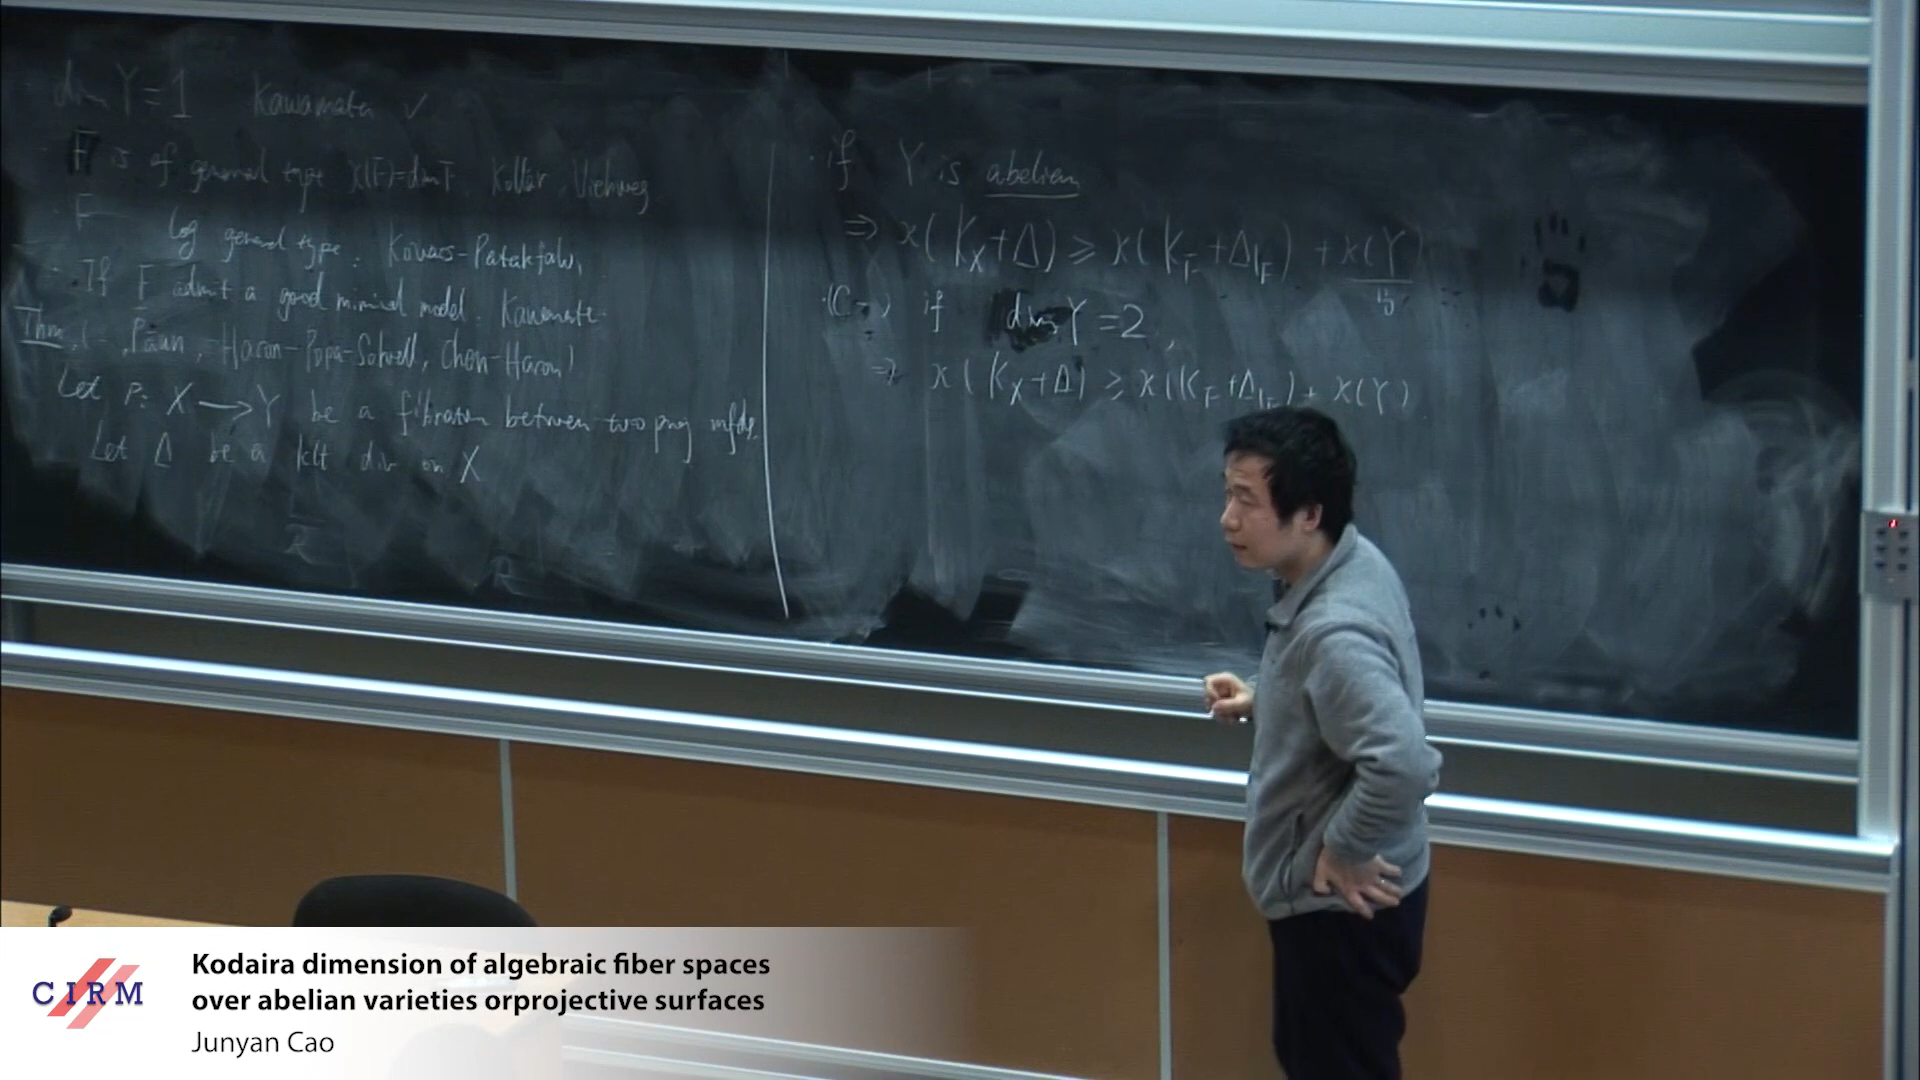 dim Y = 1 Kawamata ✓
F is of general type κ(F)=dim F Kollár, Viehweg
· F log general type. Kovacs-Patakfalvi
· If F admit a good minimal model. Kawamata.
Thm (-, Păun, Hacon-Popa-Schnell, Chen-Hacon)
Let p: X → Y be a fibration between two proj mfds.
Let Δ be a klt div on X
· if Y is abelian
⇒ κ(K_X+Δ) ≥ κ(K_F+Δ|_F) + κ(Y)
·(C -) if dim Y = 2,
⇒ κ(K_X+Δ) ≥ κ(K_F+Δ|_F) + κ(Y)
CIRM
Kodaira dimension of algebraic fiber spaces
over abelian varieties orprojective surfaces
Junyan Cao